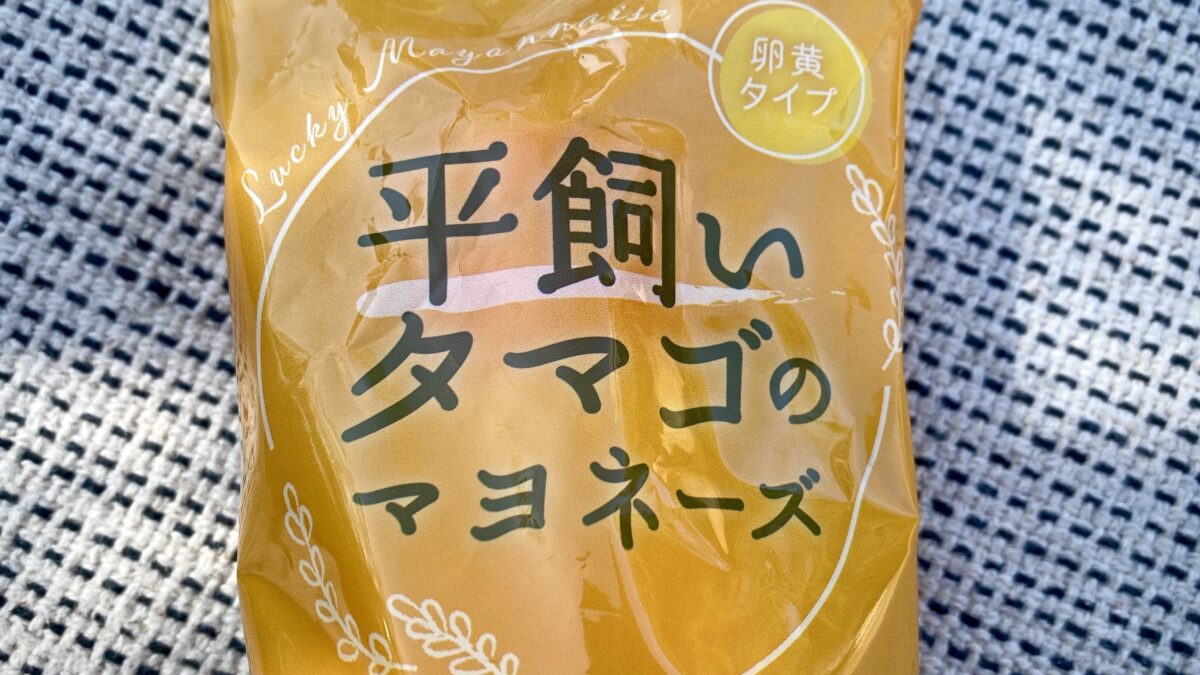 Lucky Mayonnaise
卵黄
タイプ
平飼い
タマゴの
マヨネーズ